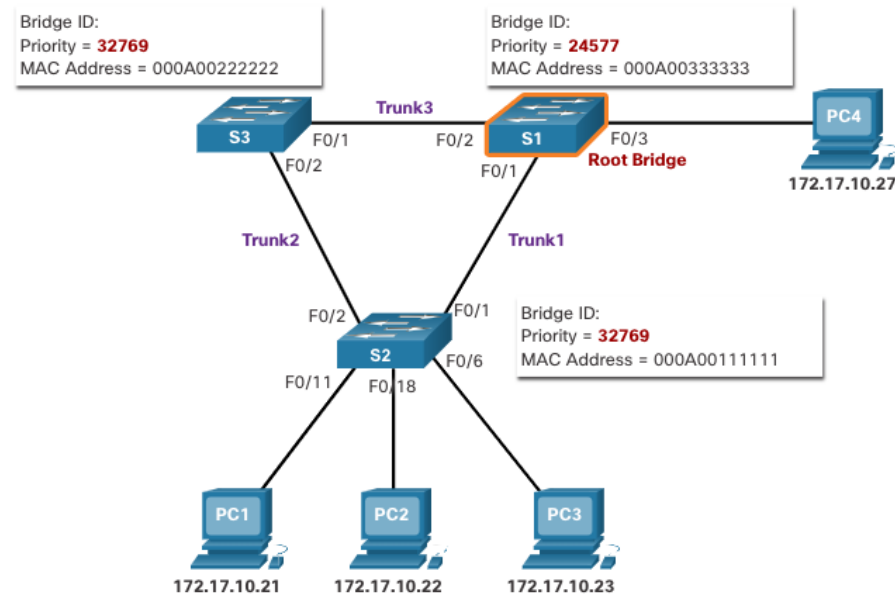 Bridge ID:
Priority = 32769
MAC Address = 000A00222222
Bridge ID:
Priority = 24577
MAC Address = 000A00333333
Trunk3
S3
F0/1
F0/2
S1
F0/3
PC4
F0/2
F0/1
Root Bridge
172.17.10.27
Trunk2
Trunk1
F0/2
F0/1
S2
F0/6
Bridge ID:
Priority = 32769
MAC Address = 000A00111111
F0/11
F0/18
PC1
PC2
PC3
172.17.10.21
172.17.10.22
172.17.10.23